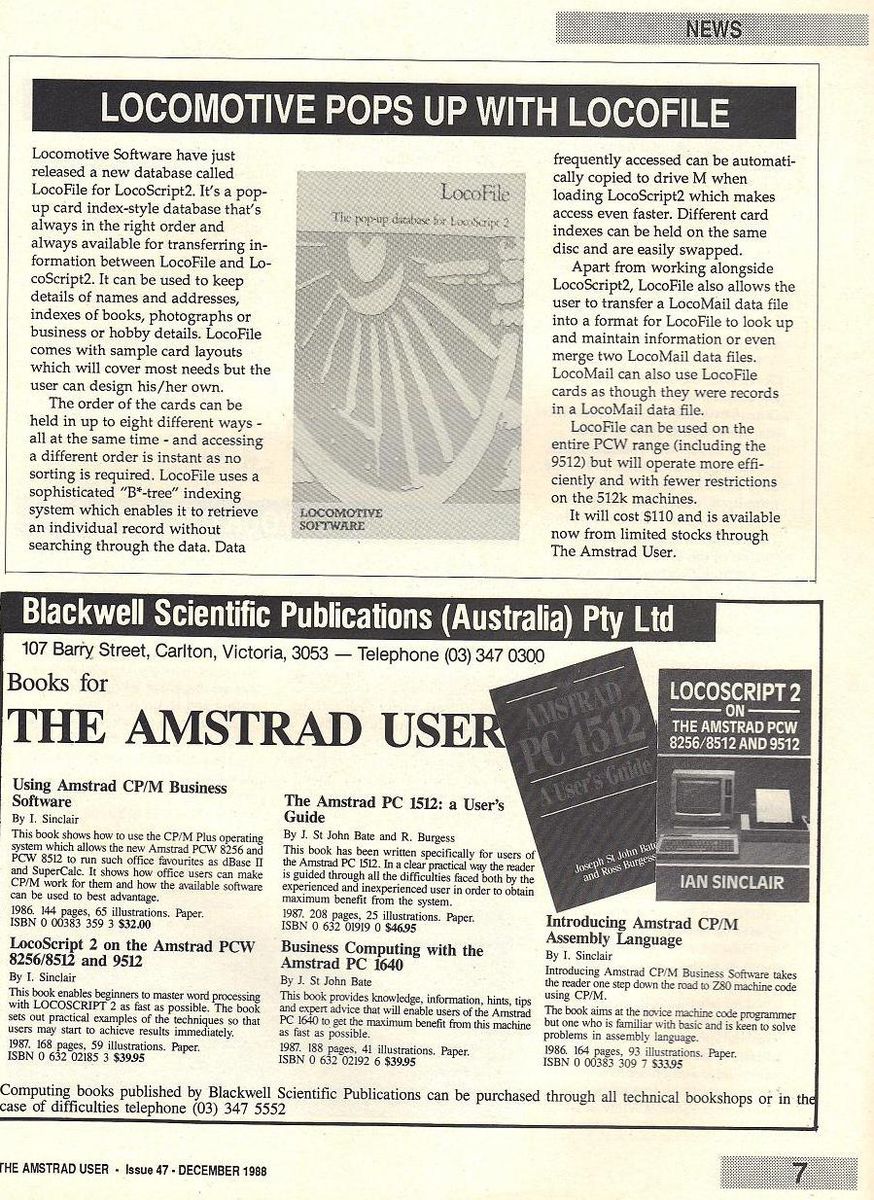 NEWS
LOCOMOTIVE POPS UP WITH LOCOFILE
Locomotive Software have just
released a new database called
LocoFile for LocoScript2. It's a pop-
up card index-style database that's
always in the right order and
always available for transferring in-
formation between LocoFile and Lo-
coScript2. It can be used to keep
details of names and addresses,
indexes of books, photographs or
business or hobby details. LocoFile
comes with sample card layouts
which will cover most needs but the
user can design his/her own.
The order of the cards can be
held in up to eight different ways -
all at the same time - and accessing
a different order is instant as no
sorting is required. LocoFile uses a
sophisticated "B*-tree" indexing
system which enables it to retrieve
an individual record without
searching through the data. Data
LocoFile
The pop-up database for LocoScript 2
LOCOMOTIVE
SOFTWARE
frequently accessed can be automati-
cally copied to drive M when
loading LocoScript2 which makes
access even faster. Different card
indexes can be held on the same
disc and are easily swapped.
Apart from working alongside
LocoScript2, LocoFile also allows the
user to transfer a LocoMail data file
into a format for LocoFile to look up
and maintain information or even
merge two LocoMail data files.
LocoMail can also use LocoFile
cards as though they were records
in a LocoMail data file.
LocoFile can be used on the
entire PCW range (including the
9512) but will operate more effi-
ciently and with fewer restrictions
on the 512k machines.
It will cost $110 and is available
now from limited stocks through
The Amstrad User.
Blackwell Scientific Publications (Australia) Pty Ltd
107 Barry Street, Carlton, Victoria, 3053 — Telephone (03) 347 0300
Books for
THE AMSTRAD USER
AMSTRAD
PC 1512
A User's Guide
Joseph St John Bate
and Ross Burgess
LOCOSCRIPT 2
ON
THE AMSTRAD PCW
8256/8512 AND 9512
IAN SINCLAIR
Using Amstrad CP/M Business
Software
By I. Sinclair
This book shows how to use the CP/M Plus operating
system which allows the new Amstrad PCW 8256 and
PCW 8512 to run such office favourites as dBase II
and SuperCalc. It shows how office users can make
CP/M work for them and how the available software
can be used to best advantage.
1986. 144 pages, 65 illustrations. Paper.
ISBN 0 00383 359 3 $32.00
LocoScript 2 on the Amstrad PCW
8256/8512 and 9512
By I. Sinclair
This book enables beginners to master word processing
with LOCOSCRIPT 2 as fast as possible. The book
sets out practical examples of the techniques so that
users may start to achieve results immediately.
1987. 168 pages, 59 illustrations. Paper.
ISBN 0 632 02185 3 $39.95
The Amstrad PC 1512: a User's
Guide
By J. St John Bate and R. Burgess
This book has been written specifically for users of
the Amstrad PC 1512. In a clear practical way the reader
is guided through all the difficulties faced both by the
experienced and inexperienced user in order to obtain
maximum benefit from the system.
1987. 208 pages, 25 illustrations. Paper.
ISBN 0 632 01919 0 $46.95
Business Computing with the
Amstrad PC 1640
By J. St John Bate
This book provides knowledge, information, hints, tips
and expert advice that will enable users of the Amstrad
PC 1640 to get the maximum benefit from this machine
as fast as possible.
1987. 188 pages, 41 illustrations. Paper.
ISBN 0 632 02192 6 $39.95
Introducing Amstrad CP/M
Assembly Language
By I. Sinclair
Introducing Amstrad CP/M Business Software takes
the reader one step down the road to Z80 machine code
using CP/M.
The book aims at the novice machine code programmer
but one who is familiar with basic and is keen to solve
problems in assembly language.
1986. 164 pages, 93 illustrations. Paper.
ISBN 0 00383 309 7 $33.95
Computing books published by Blackwell Scientific Publications can be purchased through all technical bookshops or in the
case of difficulties telephone (03) 347 5552
THE AMSTRAD USER - Issue 47 - DECEMBER 1988
7